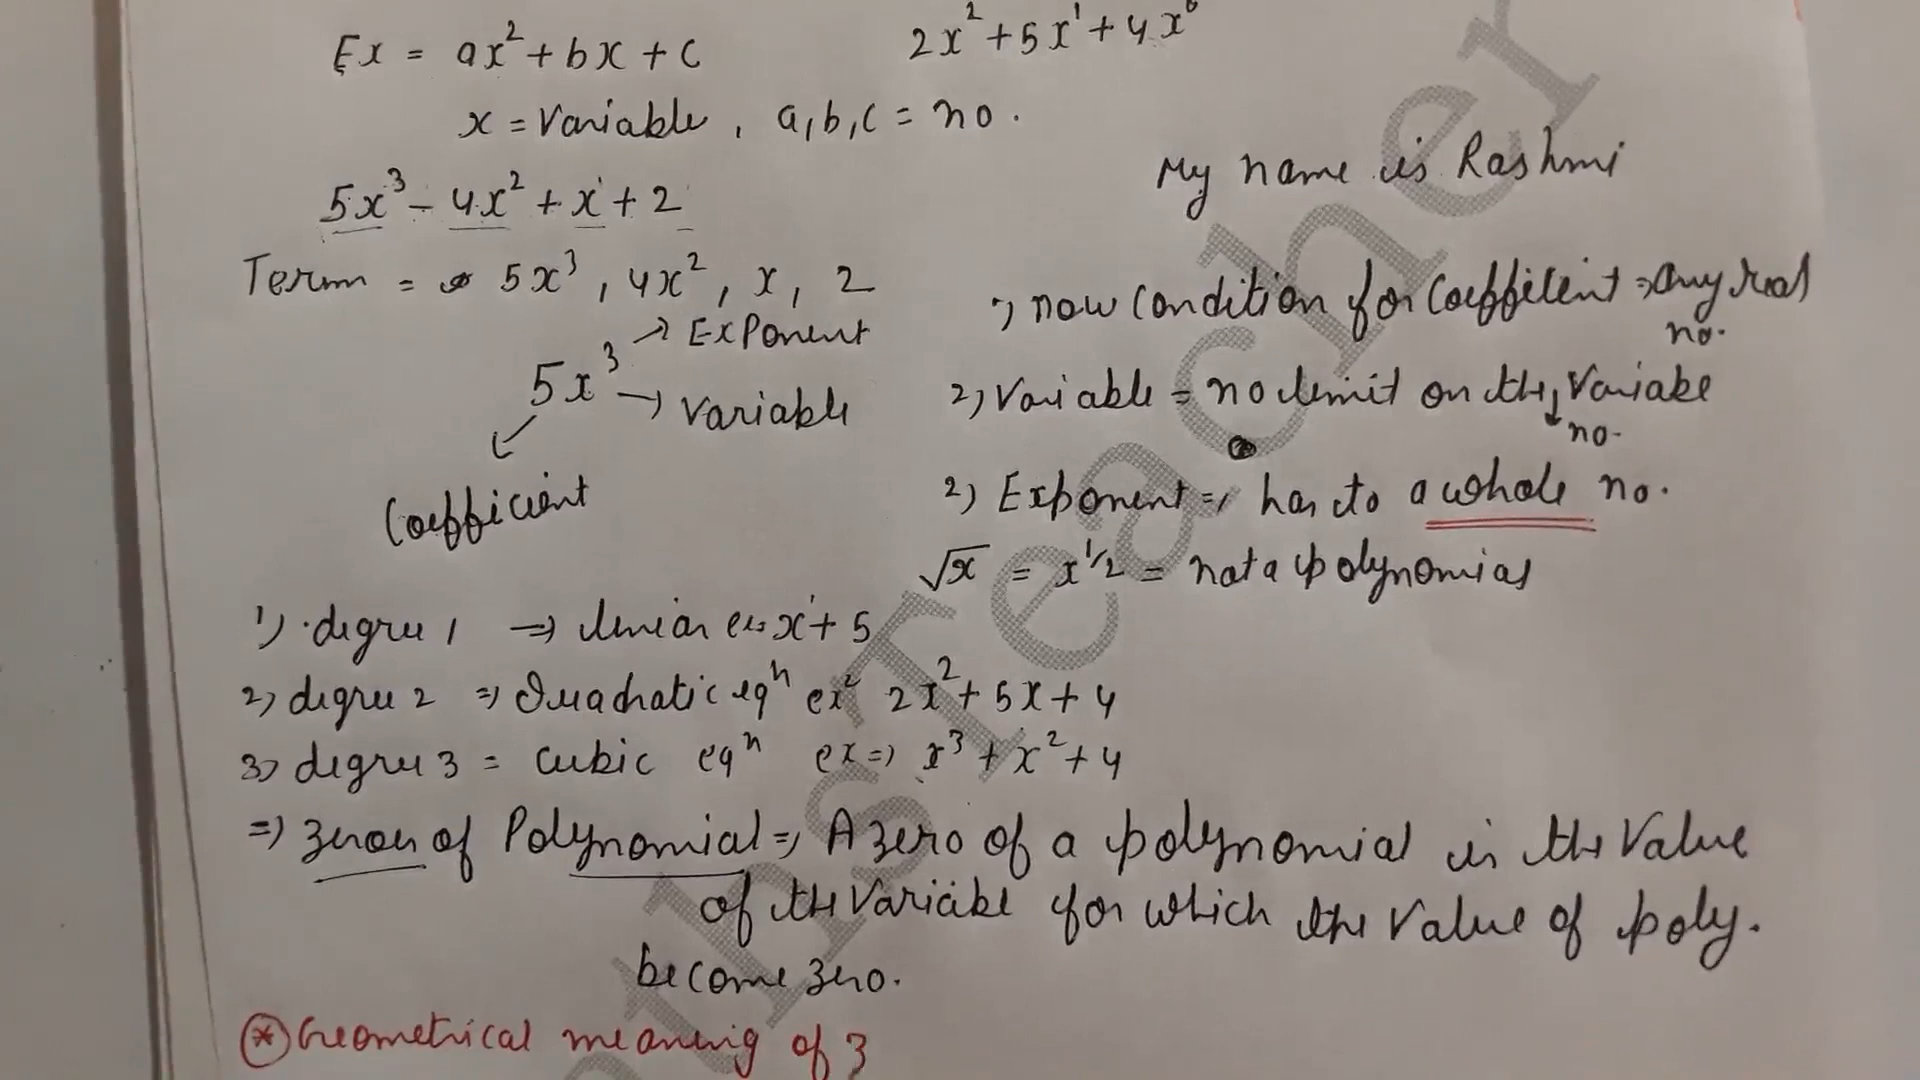 Ex = ax² + bx + c
2x² + 5x¹ + 4x⁰
x = Variable, a, b, c = no.
My name is Rashmi
5x³ - 4x² + x¹ + 2
Term = 5x³, 4x², x, 2
1) now condition for Coefficient => any real
no.
→ Exponent
5x³ → variable
Coefficient
2) Variable = no limit on the Variable
no.
2) Exponent => has to a whole no.
√x = x^1/2 = not a polynomial
1) degree 1 => linear ex x¹ + 5
2) degree 2 => Quadratic eqⁿ ex² 2x² + 5x + 4
3) degree 3 = Cubic eqⁿ ex => x³ + x² + 4
=> zeroes of Polynomial => A zero of a polynomial is the Value
of the Variable for which the Value of poly.
become zero.
* Geometrical meaning of z
Teacher